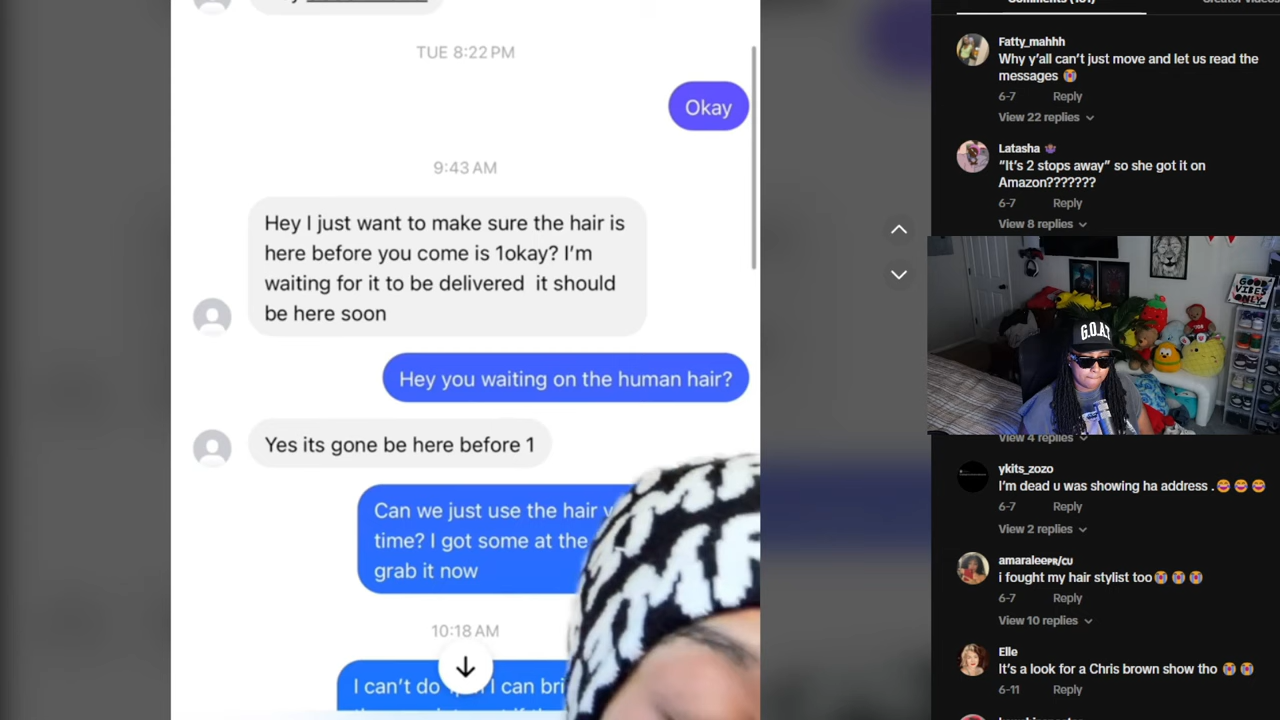 TUE 8:22 PM
Okay
9:43 AM
Hey I just want to make sure the hair is
here before you come is 1okay? I'm
waiting for it to be delivered  it should
be here soon
Hey you waiting on the human hair?
Yes its gone be here before 1
Can we just use the hair
time? I got some at the
grab it now
10:18 AM
I can't do
I can
Comments
Creator videos
Fatty_mahhh
Why y'all can't just move and let us read the
messages 😭
6-7 Reply
View 22 replies
Latasha
"It's 2 stops away" so she got it on
Amazon???????
6-7 Reply
View 8 replies
GOOD
VIBES
ONLY
G.O.A.T
View 4 replies
ykits_zozo
I'm dead u was showing ha address .😂😂😂
6-7 Reply
View 2 replies
amaraleePR/CU
i fought my hair stylist too😭😭😭
6-7 Reply
View 10 replies
Elle
It's a look for a Chris brown show tho 😭😭
6-11 Reply